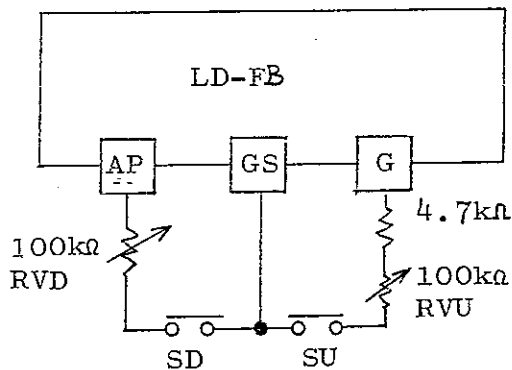 LD-FB
AP
GS
G
4.7kΩ
100kΩ
RVD
100kΩ
RVU
SD
SU